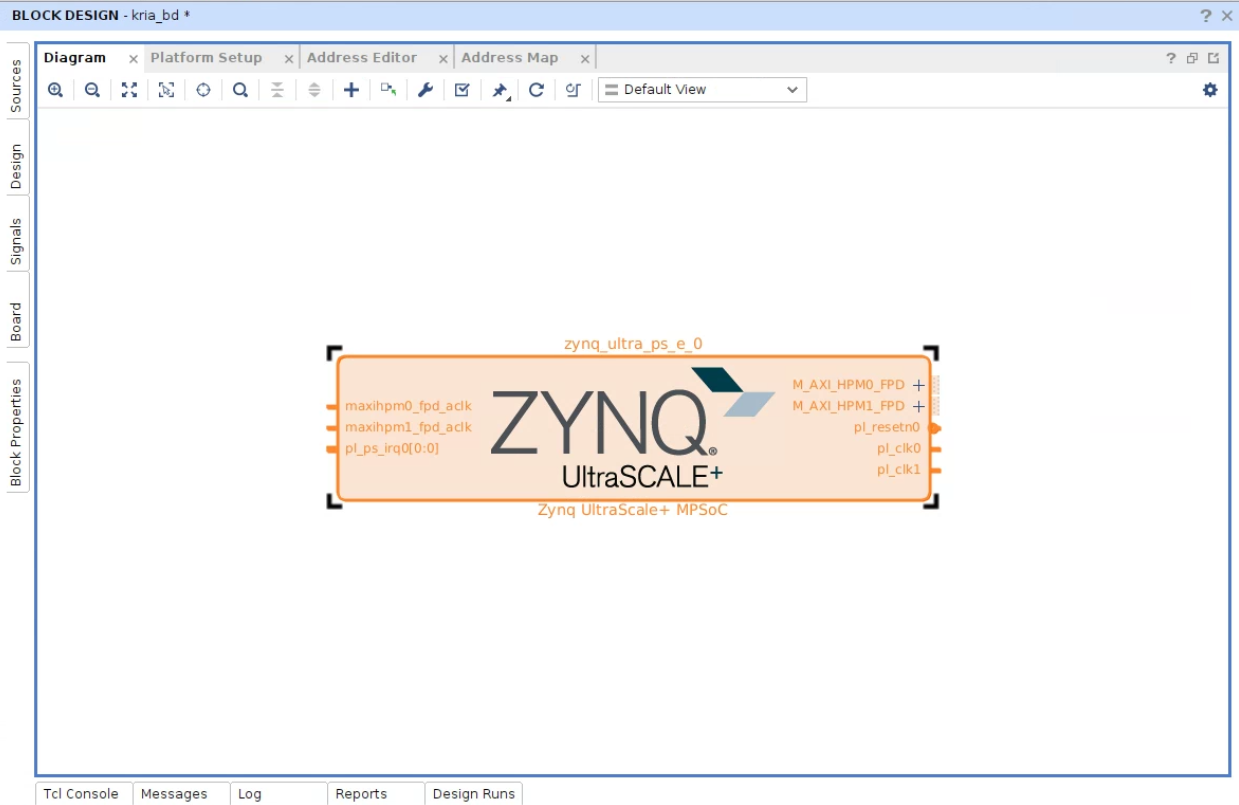 BLOCK DESIGN - kria_bd *
Diagram Platform Setup Address Editor Address Map
Default View
Sources
Design
Signals
Board
Block Properties
zynq_ultra_ps_e_0
maxihpm0_fpd_aclk
maxihpm1_fpd_aclk
pl_ps_irq0[0:0]
ZYNQ®
UltraSCALE+
M_AXI_HPM0_FPD
M_AXI_HPM1_FPD
pl_resetn0
pl_clk0
pl_clk1
Zynq UltraScale+ MPSoC
Tcl Console Messages Log Reports Design Runs